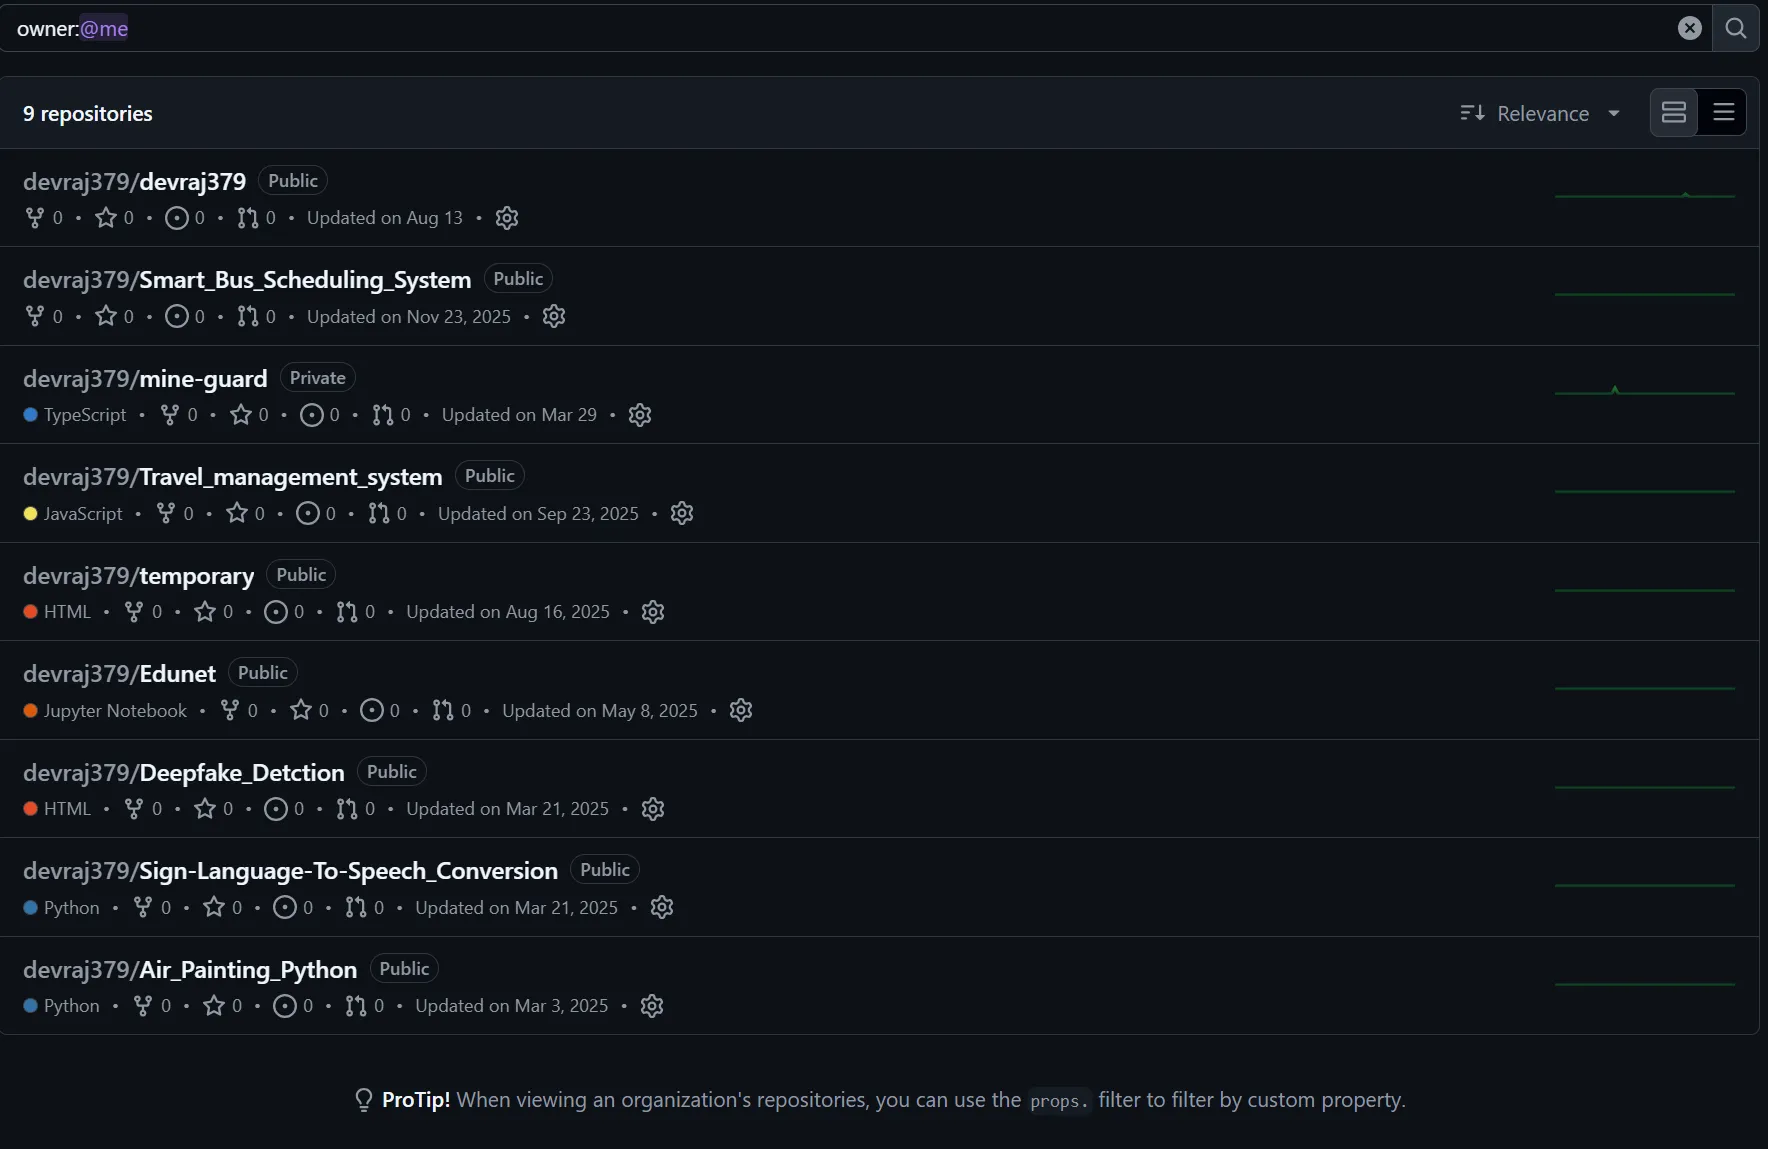 owner:@me
9 repositories
Relevance
devraj379/devraj379 Public
0 • 0 • 0 • 0 • Updated on Aug 13 •
devraj379/Smart_Bus_Scheduling_System Public
0 • 0 • 0 • 0 • Updated on Nov 23, 2025 •
devraj379/mine-guard Private
TypeScript • 0 • 0 • 0 • 0 • Updated on Mar 29 •
devraj379/Travel_management_system Public
JavaScript • 0 • 0 • 0 • 0 • Updated on Sep 23, 2025 •
devraj379/temporary Public
HTML • 0 • 0 • 0 • 0 • Updated on Aug 16, 2025 •
devraj379/Edunet Public
Jupyter Notebook • 0 • 0 • 0 • 0 • Updated on May 8, 2025 •
devraj379/Deepfake_Detction Public
HTML • 0 • 0 • 0 • 0 • Updated on Mar 21, 2025 •
devraj379/Sign-Language-To-Speech_Conversion Public
Python • 0 • 0 • 0 • 0 • Updated on Mar 21, 2025 •
devraj379/Air_Painting_Python Public
Python • 0 • 0 • 0 • 0 • Updated on Mar 3, 2025 •
ProTip! When viewing an organization's repositories, you can use the props. filter to filter by custom property.